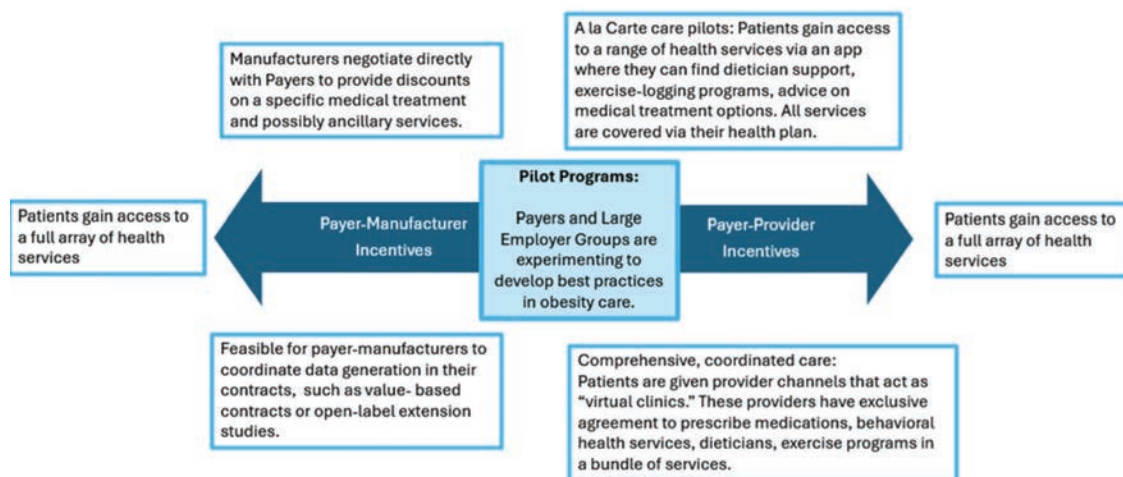 Manufacturers negotiate directly
with Payers to provide discounts
on a specific medical treatment
and possibly ancillary services.
A la Carte care pilots: Patients gain access
to a range of health services via an app
where they can find dietician support,
exercise-logging programs, advice on
medical treatment options. All services
are covered via their health plan.
Patients gain access to
a full array of health
services
Payer-Manufacturer
Incentives
Pilot Programs:
Payers and Large
Employer Groups are
experimenting to
develop best practices
in obesity care.
Payer-Provider
Incentives
Patients gain access to
a full array of health
services
Feasible for payer-manufacturers to
coordinate data generation in their
contracts, such as value- based
contracts or open-label extension
studies.
Comprehensive, coordinated care:
Patients are given provider channels that act as
“virtual clinics.” These providers have exclusive
agreement to prescribe medications, behavioral
health services, dieticians, exercise programs in
a bundle of services.